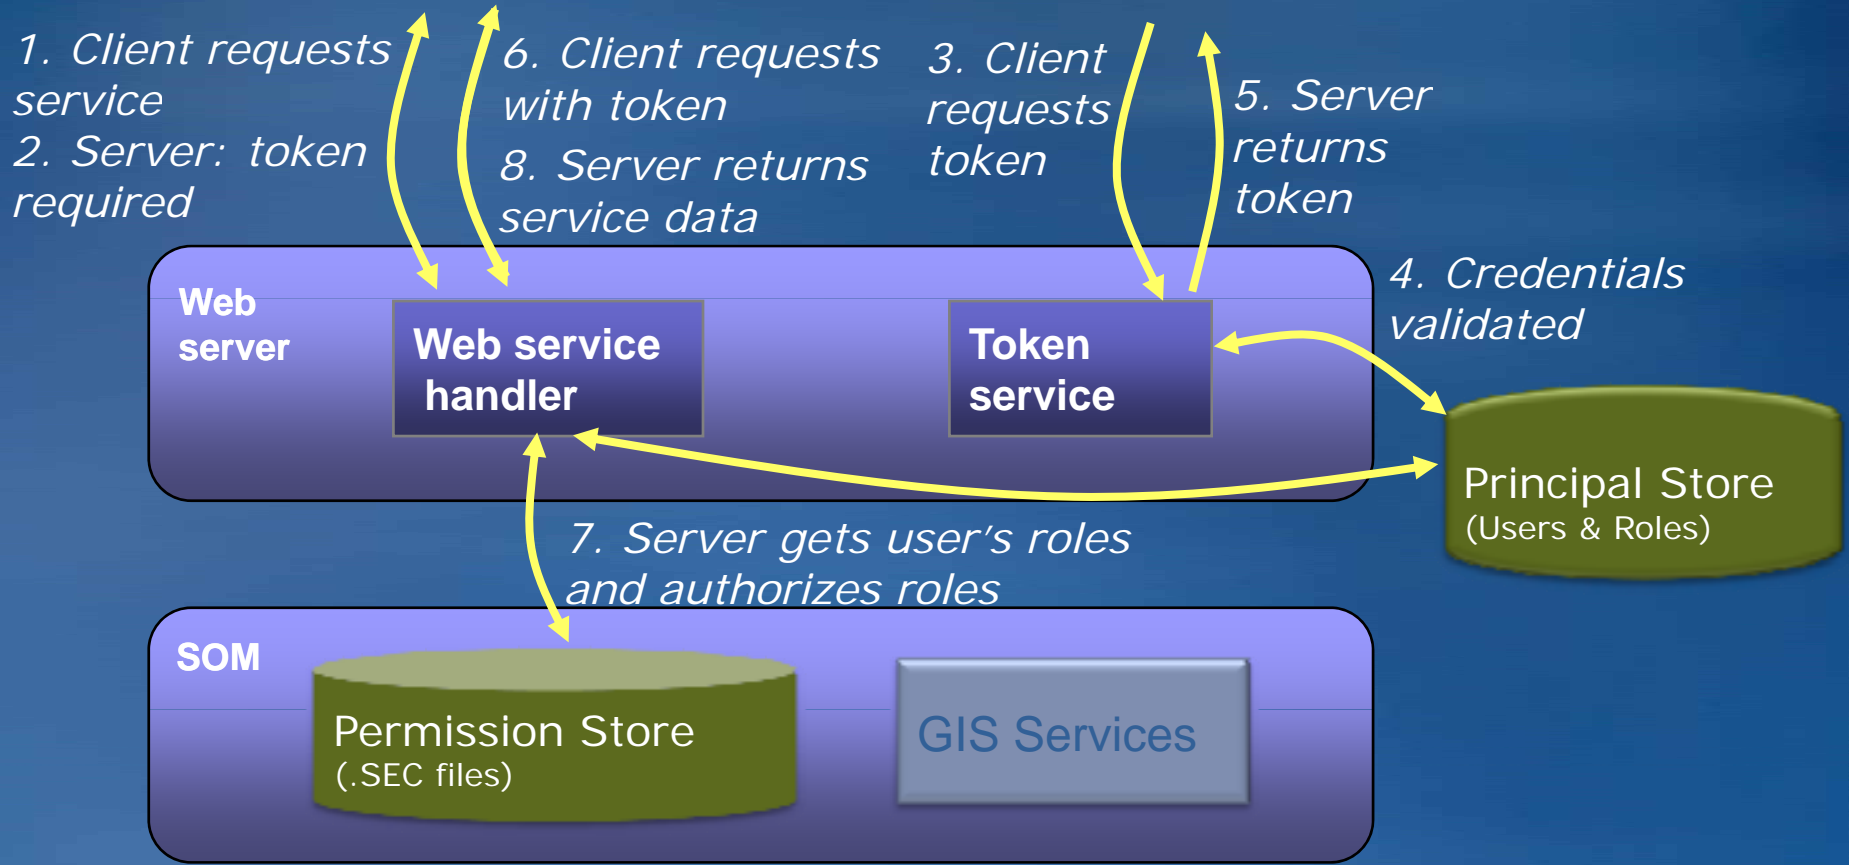 1. Client requests
service
2. Server: token
required
6. Client requests
with token
8. Server returns
service data
3. Client
requests
token
5. Server
returns
token
4. Credentials
validated
Web
server
Web service
handler
Token
service
Principal Store
(Users & Roles)
7. Server gets user's roles
and authorizes roles
SOM
Permission Store
(.SEC files)
GIS Services